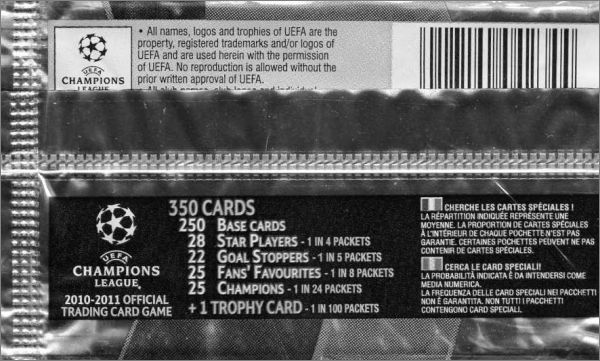 • All names, logos and trophies of UEFA are the
property, registered trademarks and/or logos of
UEFA and are used herein with the permission
of UEFA. No reproduction is allowed without the
prior written approval of UEFA.
• All club names, club logos and individual
UEFA
CHAMPIONS
LEAGUE
350 CARDS
250 BASE CARDS
28 STAR PLAYERS - 1 IN 4 PACKETS
22 GOAL STOPPERS - 1 IN 5 PACKETS
25 FANS' FAVOURITES - 1 IN 8 PACKETS
25 CHAMPIONS - 1 IN 24 PACKETS
+ 1 TROPHY CARD - 1 IN 100 PACKETS
UEFA
CHAMPIONS
LEAGUE
2010-2011 OFFICIAL
TRADING CARD GAME
CHERCHE LES CARTES SPÉCIALES !
LA RÉPARTITION INDIQUÉE REPRÉSENTE UNE
MOYENNE. LA PROPORTION DE CARTES SPÉCIALES
À L'INTÉRIEUR DE CHAQUE POCHETTE N'EST PAS
GARANTIE. CERTAINES POCHETTES PEUVENT NE PAS
CONTENIR DE CARTES SPÉCIALES.
CERCA LE CARD SPECIALI!
LA PROBABILITÀ INDICATA È DA INTENDERSI COME
MEDIA NUMERICA.
LA FREQUENZA DELLE CARD SPECIALI NEI PACCHETTI
NON È GARANTITA. NON TUTTI I PACCHETTI
CONTENGONO CARD SPECIALI.